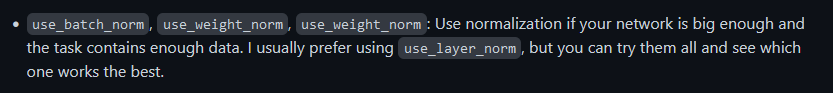 • use_batch_norm, use_weight_norm, use_weight_norm: Use normalization if your network is big enough and
the task contains enough data. I usually prefer using use_layer_norm, but you can try them all and see which
one works the best.